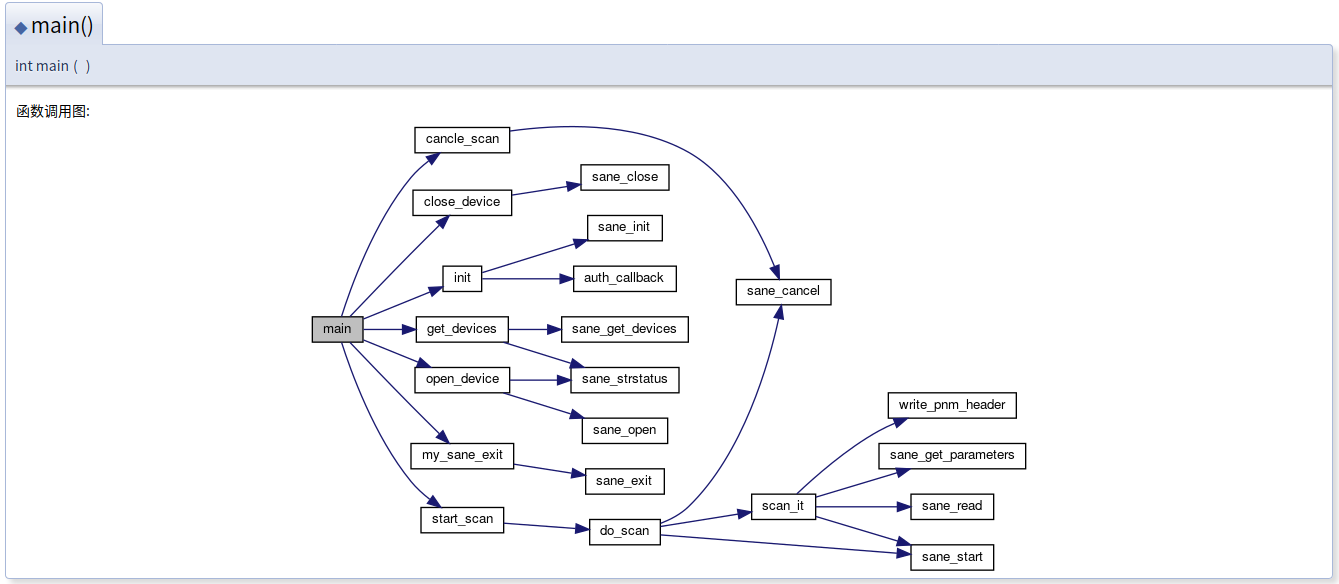 main()
int main ( )
函数调用图:
cancle_scan
sane_close
close_device
sane_init
init
auth_callback
sane_cancel
main
get_devices
sane_get_devices
open_device
sane_strstatus
write_pnm_header
sane_open
my_sane_exit
sane_get_parameters
sane_exit
scan_it
sane_read
start_scan
do_scan
sane_start